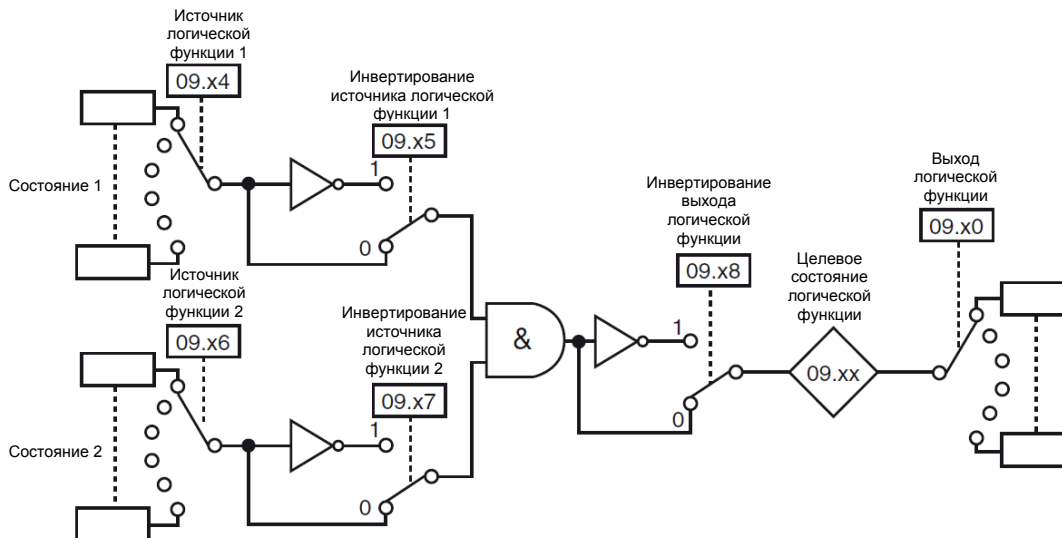 Источник
логической
функции 1
09.x4
Инвертирование
источника логической
функции 1
09.x5
Состояние 1
1
0
Источник
логической
функции 2
09.x6
Инвертирование
источника
логической
функции 2
09.x7
Состояние 2
1
0
&
Инвертирование
выхода
логической
функции
09.x8
1
0
Целевое
состояние
логической
функции
09.xx
Выход
логической
функции
09.x0